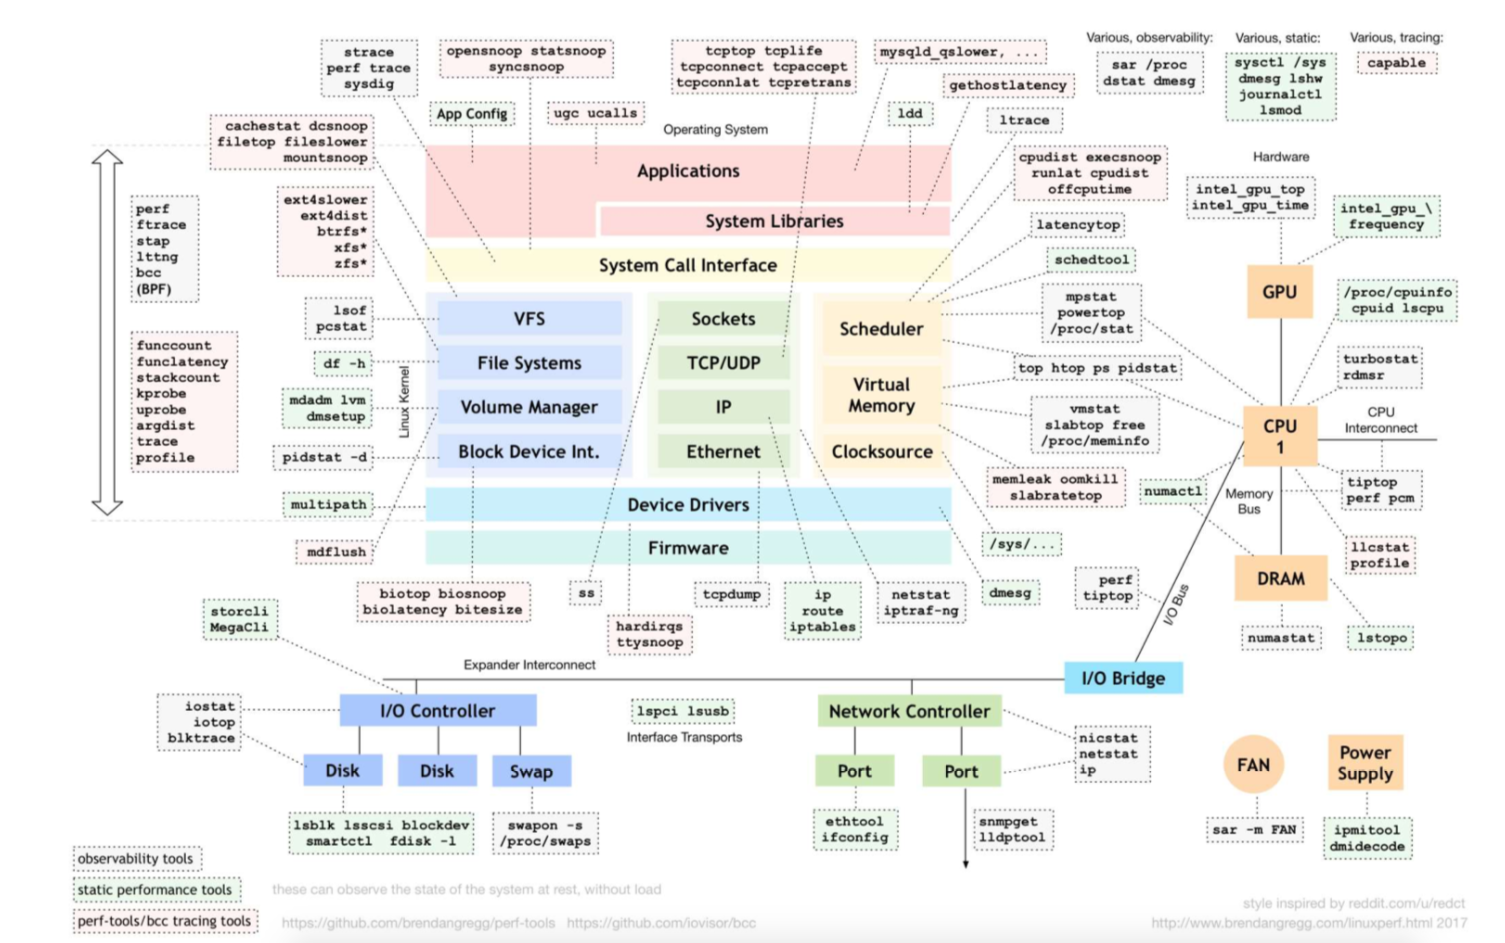 strace
perf trace
sysdig
opensnoop statsnoop
syncsnoop
tcptop tcplife
tcpconnect tcpaccept
tcpconnlat tcpretrans
mysqld_qslower, ...
gethostlatency
Various, observability:
sar /proc
dstat dmesg
Various, static:
sysctl /sys
dmesg lshw
journalctl
lsmod
Various, tracing:
capable
App Config
ugc ucalls
Operating System
ldd
ltrace
cachestat dcsnoop
filetop fileslower
mountsnoop
Applications
System Libraries
System Call Interface
cpudist execsnoop
runlat cpudist
offcputime
Hardware
intel_gpu_top
intel_gpu_time
intel_gpu_\
frequency
perf
ftrace
stap
lttng
bcc
(BPF)
ext4slower
ext4dist
btrfs*
xfs*
zfs*
latencytop
schedtool
GPU
/proc/cpuinfo
cpuid lscpu
lsof
pcstat
VFS
Sockets
Scheduler
mpstat
powertop
/proc/stat
funccount
funclatency
stackcount
kprobe
uprobe
argdist
trace
profile
df -h
Linux Kernel
File Systems
TCP/UDP
top htop ps pidstat
turbostat
rdmsr
mdadm lvm
dmsetup
Volume Manager
IP
Virtual
Memory
vmstat
slabtop free
/proc/meminfo
CPU
1
CPU
Interconnect
pidstat -d
Block Device Int.
Ethernet
Clocksource
memleak oomkill
slabratetop
numactl
Memory
Bus
tiptop
perf pcm
multipath
Device Drivers
mdflush
Firmware
/sys/...
llcstat
profile
DRAM
biotop biosnoop
biolatency bitesize
ss
tcpdump
ip
route
iptables
netstat
iptraf-ng
dmesg
perf
tiptop
I/O Bus
storcli
MegaCli
hardirqs
ttysnoop
numastat
lstopo
Expander Interconnect
I/O Bridge
iostat
iotop
blktrace
I/O Controller
lspci lsusb
Interface Transports
Network Controller
nicstat
netstat
ip
Disk
Disk
Swap
Port
Port
FAN
Power
Supply
lsblk lsscsi blockdev
smartctl fdisk -l
swapon -s
/proc/swaps
ethtool
ifconfig
snmpget
lldptool
sar -m FAN
ipmitool
dmidecode
observability tools
static performance tools
these can observe the state of the system at rest, without load
perf-tools/bcc tracing tools
https://github.com/brendangregg/perf-tools https://github.com/iovisor/bcc
style inspired by reddit.com/u/redct
http://www.brendangregg.com/linuxperf.html 2017